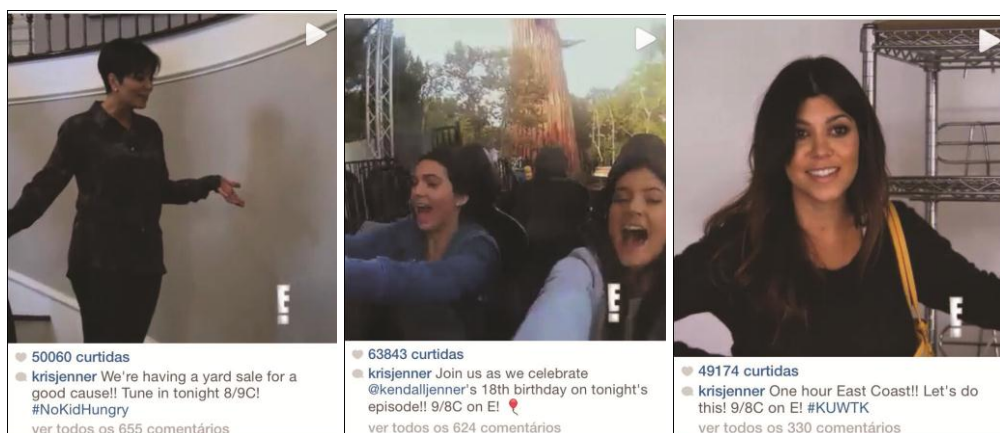 E!
50060 curtidas
krisjenner We're having a yard sale for a
good cause!! Tune in tonight 8/9C!
#NoKidHungry
ver todos os 655 comentários
E!
63843 curtidas
krisjenner Join us as we celebrate
@kendalljenner's 18th birthday on tonight's
episode!! 9/8C on E! 🎈
ver todos os 624 comentários
E!
49174 curtidas
krisjenner One hour East Coast!! Let's do
this! 9/8C on E! #KUWTK
ver todos os 330 comentários